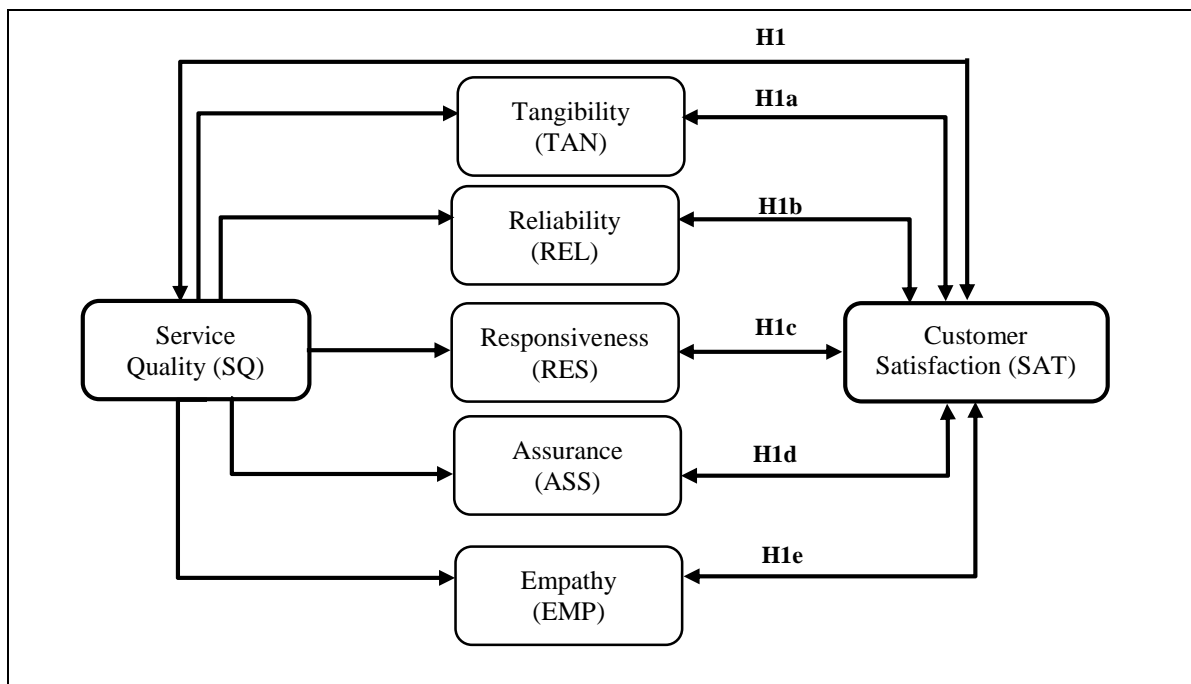 H1
Tangibility
(TAN)
H1a
Reliability
(REL)
H1b
Service
Quality (SQ)
Responsiveness
(RES)
H1c
Customer
Satisfaction (SAT)
Assurance
(ASS)
H1d
Empathy
(EMP)
H1e